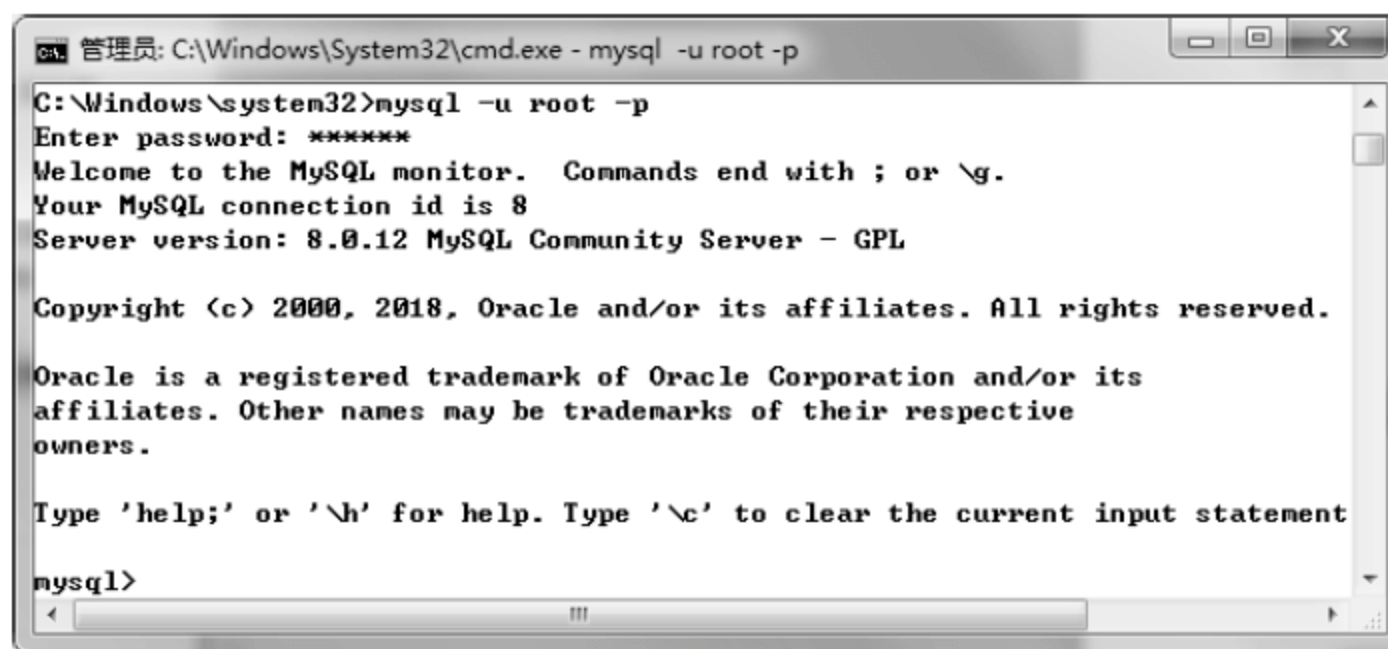 管理员: C:\Windows\System32\cmd.exe - mysql -u root -p
C:\Windows\system32>mysql -u root -p
Enter password: ******
Welcome to the MySQL monitor.  Commands end with ; or \g.
Your MySQL connection id is 8
Server version: 8.0.12 MySQL Community Server - GPL
Copyright (c) 2000, 2018, Oracle and/or its affiliates. All rights reserved.
Oracle is a registered trademark of Oracle Corporation and/or its
affiliates. Other names may be trademarks of their respective
owners.
Type 'help;' or '\h' for help. Type '\c' to clear the current input statement
mysql>